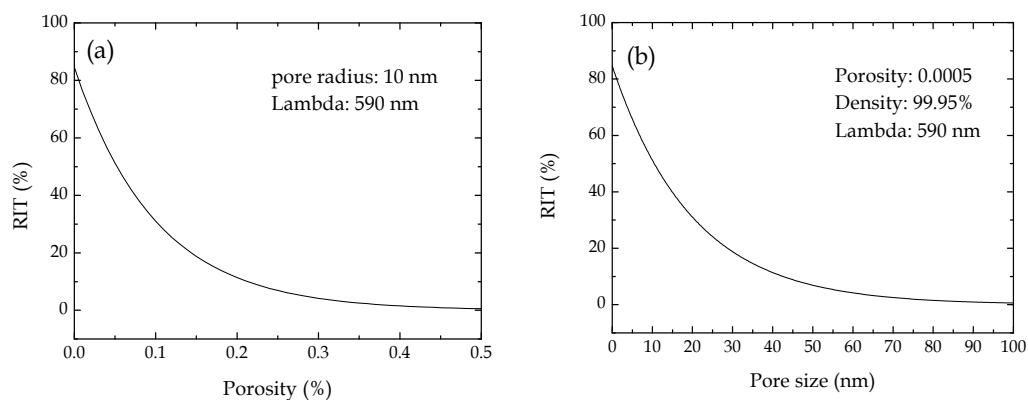 (a)
pore radius: 10 nm
Lambda: 590 nm
RIT (%)
100
80
60
40
20
0
0.0 0.1 0.2 0.3 0.4 0.5
Porosity (%)
(b)
Porosity: 0.0005
Density: 99.95%
Lambda: 590 nm
RIT (%)
100
80
60
40
20
0
0 10 20 30 40 50 60 70 80 90 100
Pore size (nm)